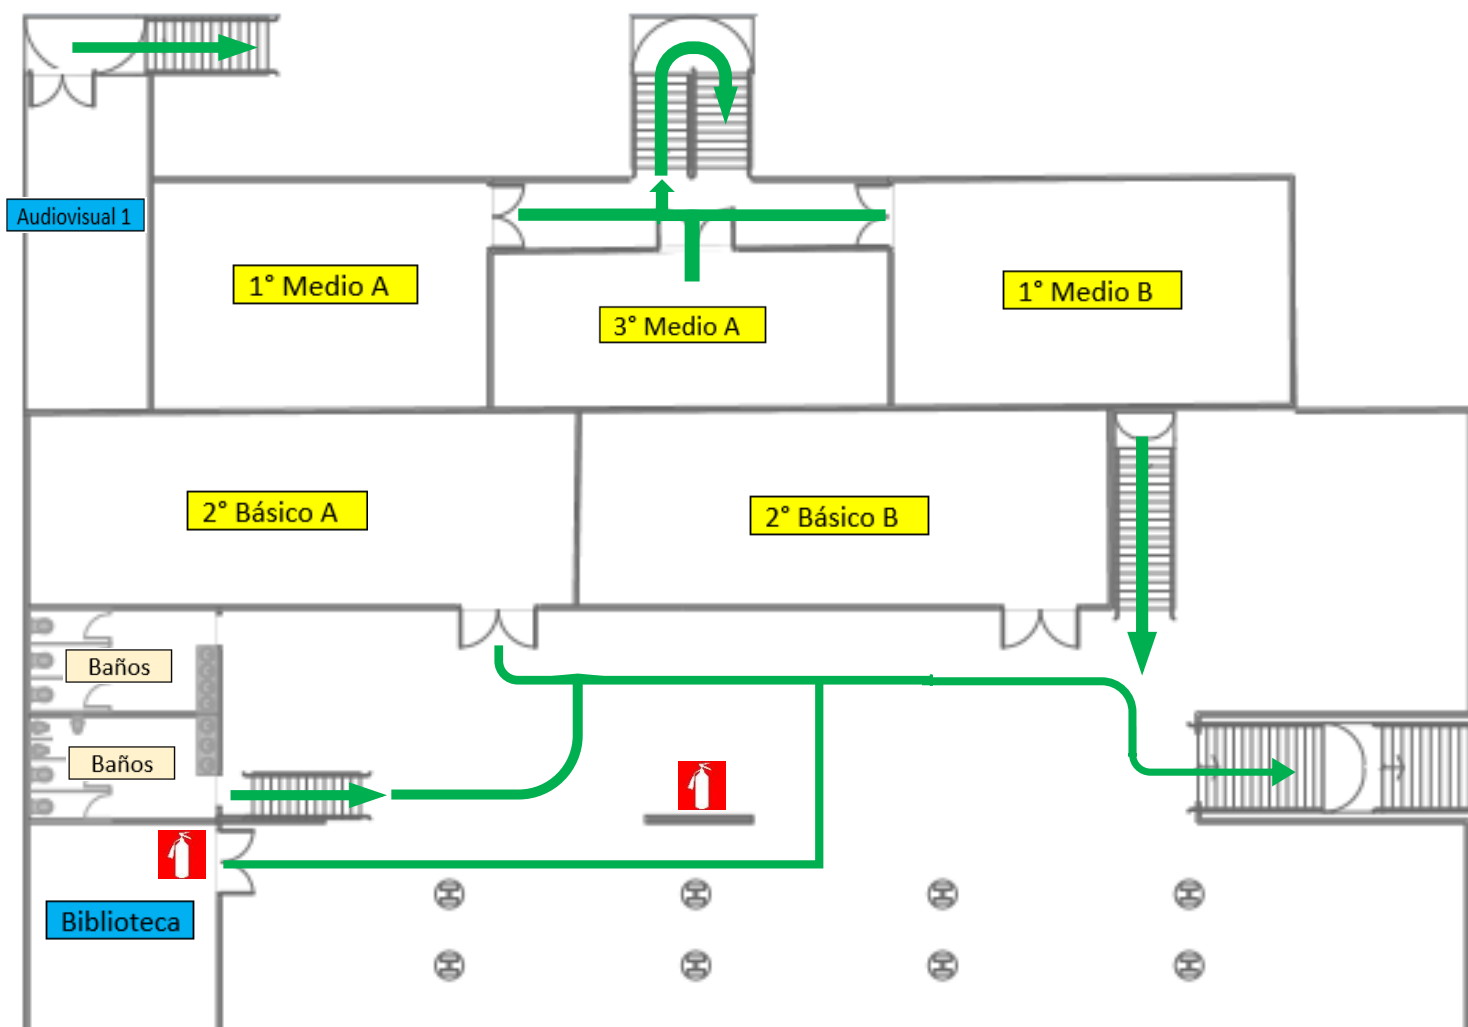 Audiovisual 1
1° Medio A
3° Medio A
1° Medio B
2° Básico A
2° Básico B
Baños
Baños
Biblioteca